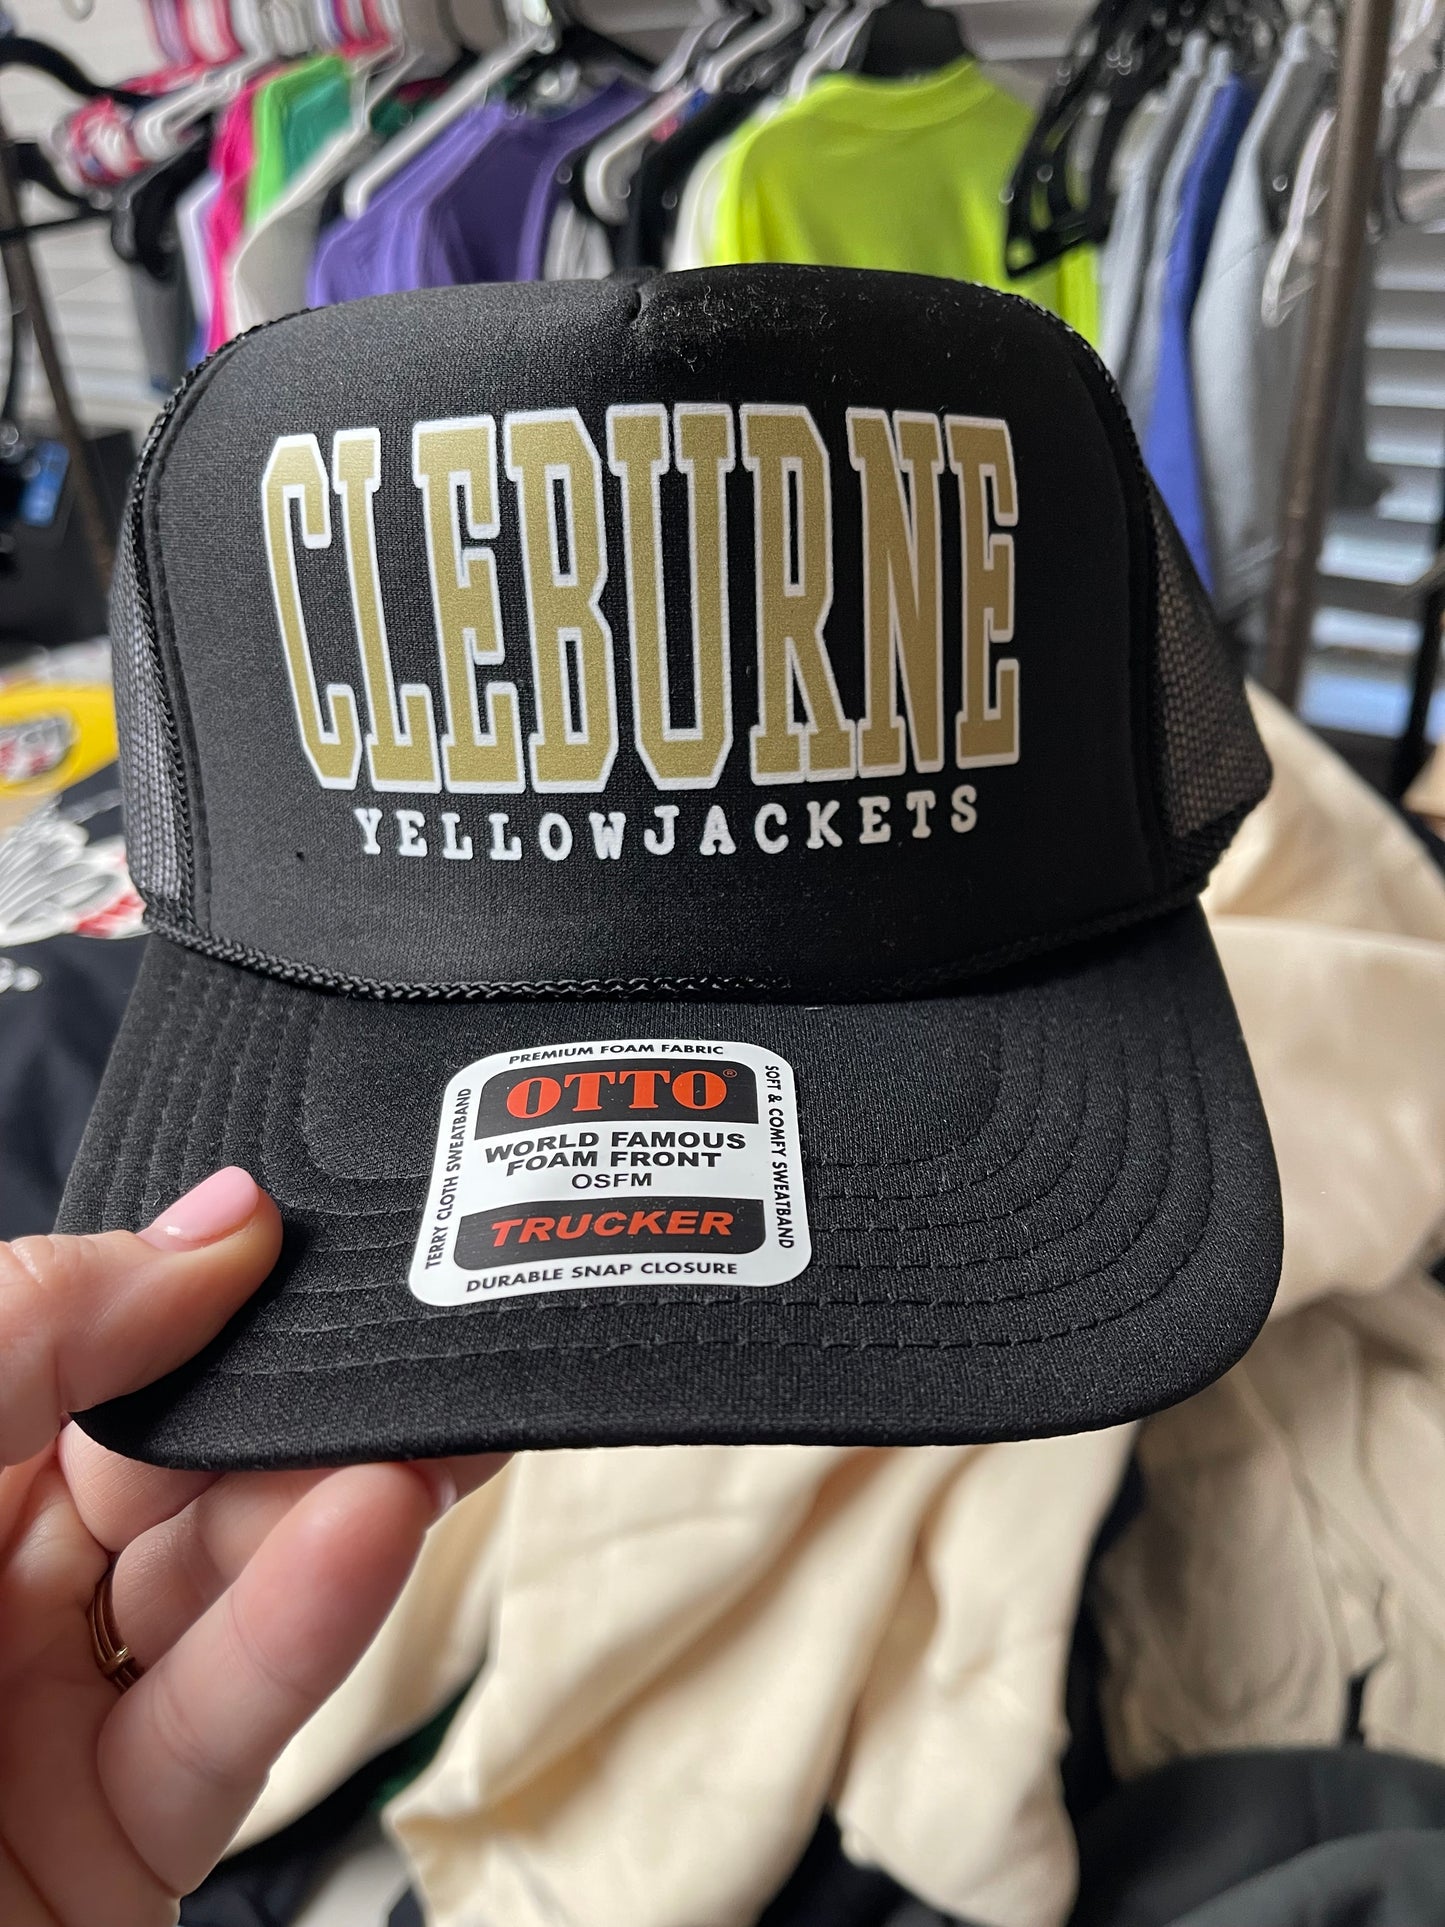 CLEBURNE
YELLOWJACKETS
PREMIUM FOAM FABRIC
OTTO®
WORLD FAMOUS
FOAM FRONT
OSFM
TRUCKER
DURABLE SNAP CLOSURE
TERRY CLOTH SWEATBAND
SOFT & COMFY SWEATBAND